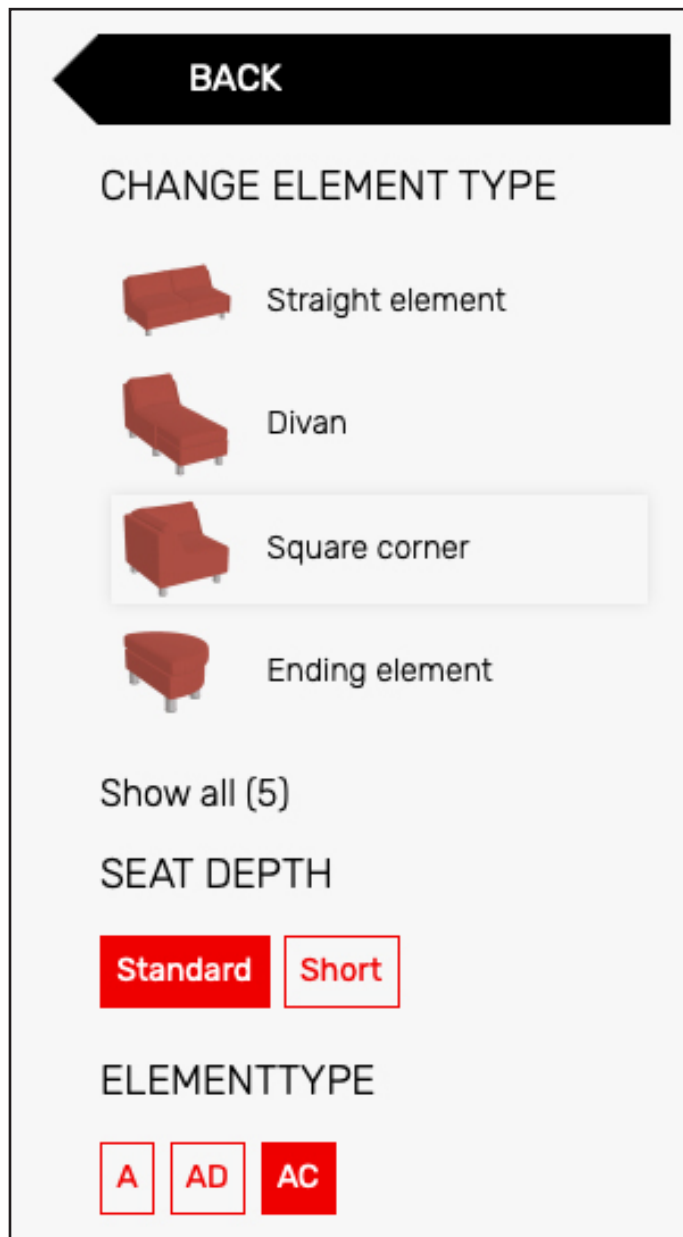 BACK
CHANGE ELEMENT TYPE
Straight element
Divan
Square corner
Ending element
Show all (5)
SEAT DEPTH
Standard Short
ELEMENTTYPE
A AD AC